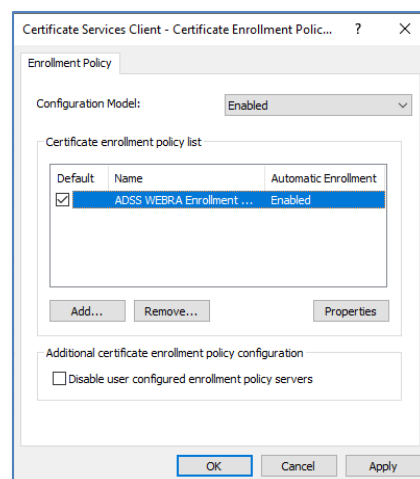 Certificate Services Client - Certificate Enrollment Polic... ? ×
Enrollment Policy
Configuration Model: Enabled
Certificate enrollment policy list
Default Name Automatic Enrollment
ADSS WEBRA Enrollment ... Enabled
Add... Remove... Properties
Additional certificate enrollment policy configuration
Disable user configured enrollment policy servers
OK Cancel Apply